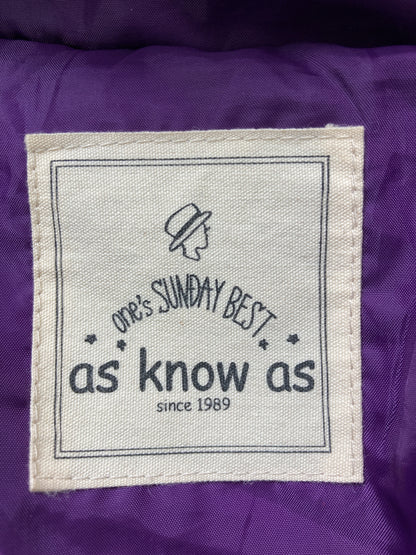 one's SUNDAY BEST
as know as
since 1989